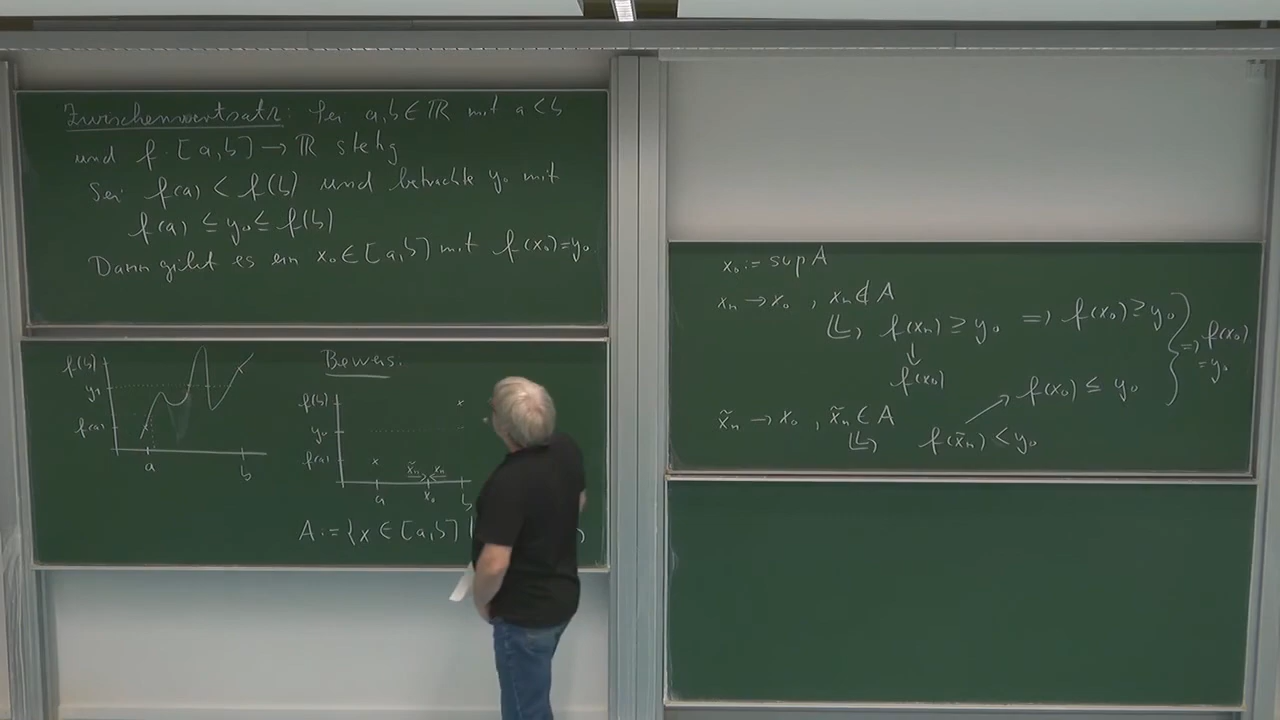 Zwischenwertsatz: Sei a,b ∈ ℝ mit a < b
und f: [a,b] → ℝ stetig
Sei f(a) < f(b) und betrachte y₀ mit
f(a) ≤ y₀ ≤ f(b)
Dann gibt es ein x₀ ∈ [a,b] mit f(x₀) = y₀
f(b)
y₀
f(a)
a b
Beweis.
f(b)
y₀
f(a)
x̃ₙ xₙ
a x₀ b
A := {x ∈ [a,b] |
x₀ := sup A
xₙ → x₀ , xₙ ∉ A
↳ f(xₙ) ≥ y₀ ⇒ f(x₀) ≥ y₀
↓
f(x₀)
⇒ f(x₀)
= y₀
f(x₀) ≤ y₀
x̃ₙ → x₀ , x̃ₙ ∈ A
↳ f(x̃ₙ) < y₀